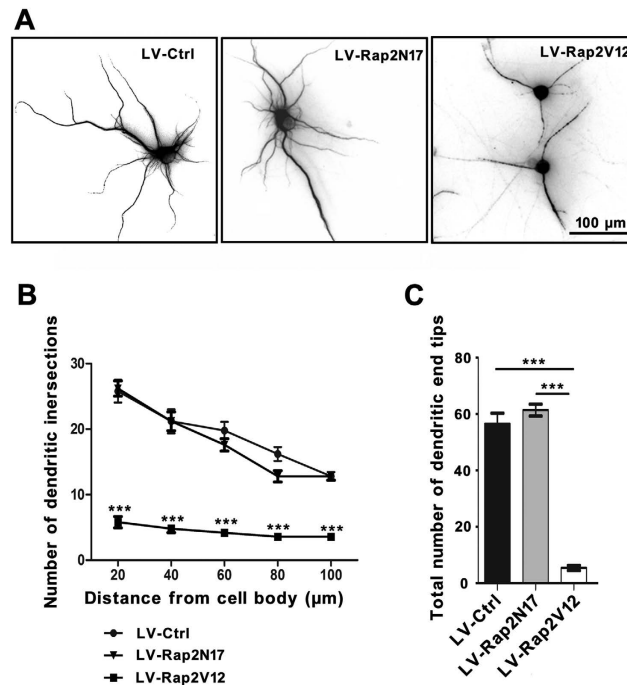 A
LV-Ctrl
LV-Rap2N17
LV-Rap2V12
100 µm
B
Number of dendritic inersections
30
20
10
0
***
***
***
***
***
20 40 60 80 100
Distance from cell body (µm)
LV-Ctrl
LV-Rap2N17
LV-Rap2V12
C
Total number of dendritic end tips
80
60
40
20
0
***
***
LV-Ctrl
LV-Rap2N17
LV-Rap2V12